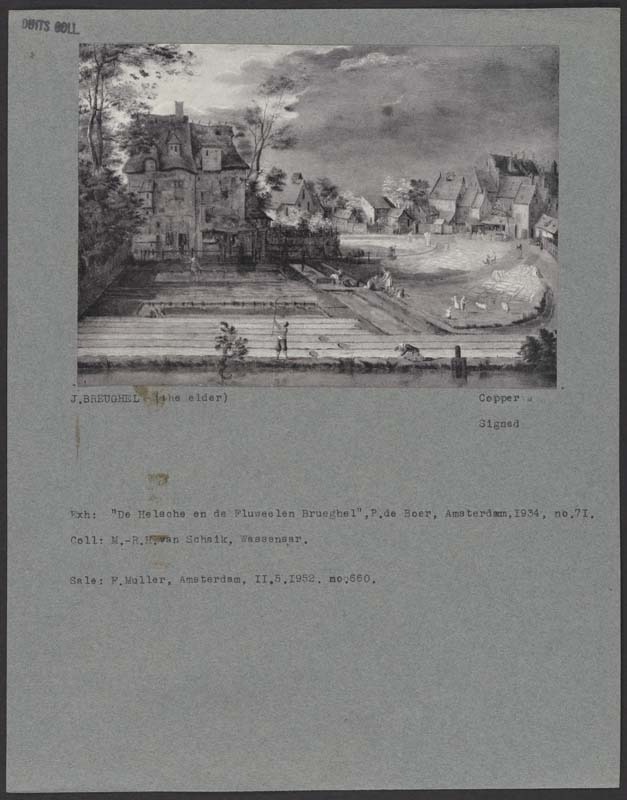 DUITS COLL.
J.BREUGHEL (the elder)
Copper
Signed
Exh: "De Helsche en de Fluweelen Brueghel",P.de Boer, Amsterdam,1934, no.71.
Coll: M.-R.H.van Schaik, Wassenaar.
Sale: F.Muller, Amsterdam, II.5.1952. no.660.